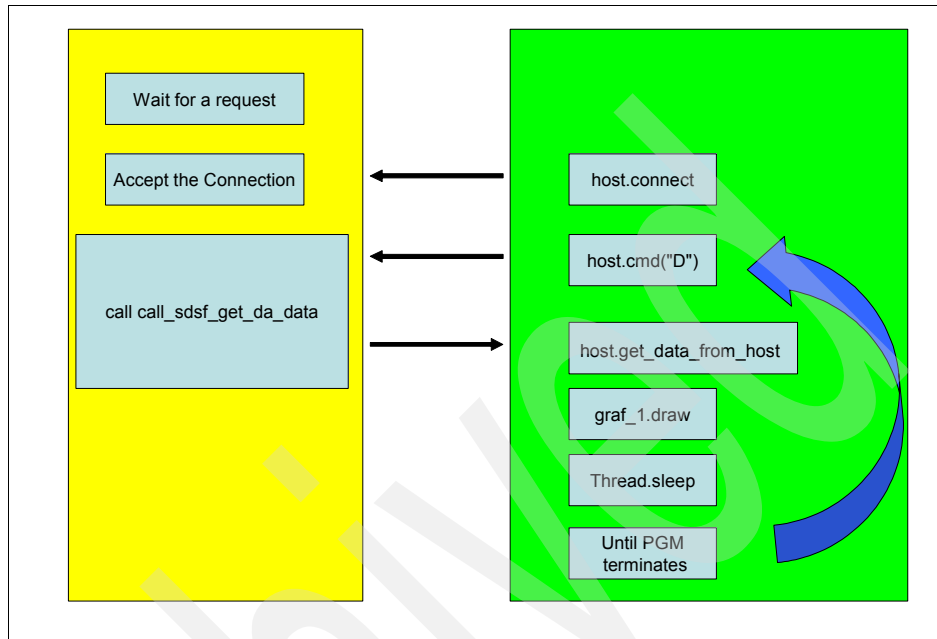 Wait for a request
Accept the Connection
call call_sdsf_get_da_data
host.connect
host.cmd("D")
host.get_data_from_host
graf_1.draw
Thread.sleep
Until PGM
terminates